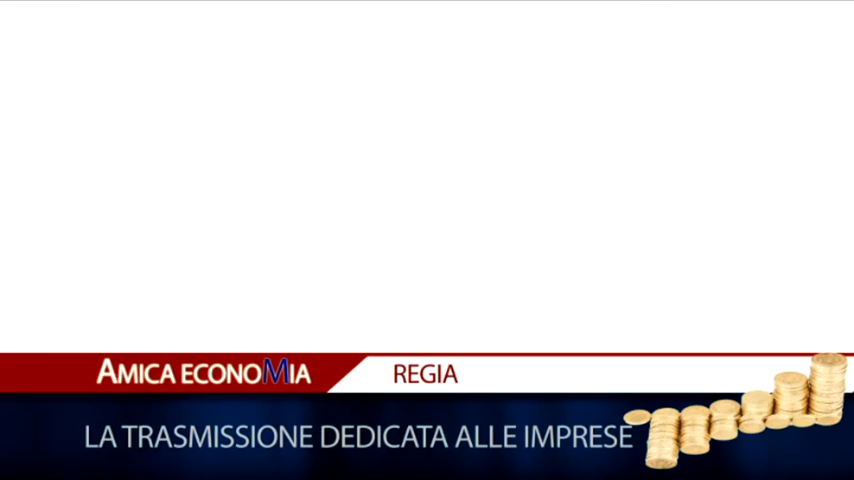 AMICA ECONOMIA
REGIA
LA TRASMISSIONE DEDICATA ALLE IMPRESE